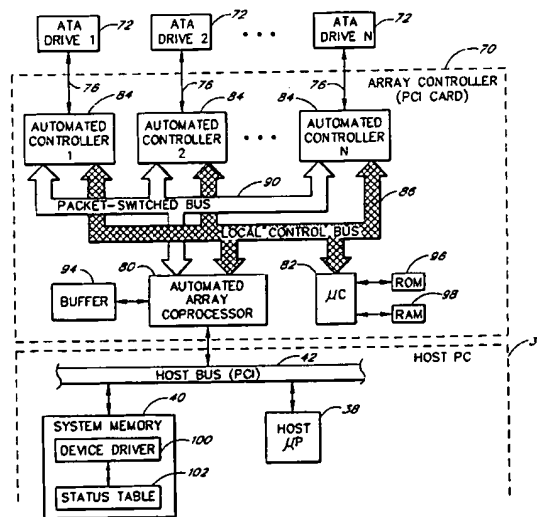 72
72
72
ATA DRIVE 1
ATA DRIVE 2
• • •
ATA DRIVE N
70
76
76
76
ARRAY CONTROLLER (PCI CARD)
84
84
84
AUTOMATED CONTROLLER 1
AUTOMATED CONTROLLER 2
• • •
AUTOMATED CONTROLLER N
90
86
PACKET-SWITCHED BUS
LOCAL CONTROL BUS
94
80
82
96
BUFFER
AUTOMATED ARRAY COPROCESSOR
μC
ROM
98
RAM
42
HOST PC
HOST BUS (PCI)
40
38
SYSTEM MEMORY
100
DEVICE DRIVER
HOST μP
102
STATUS TABLE